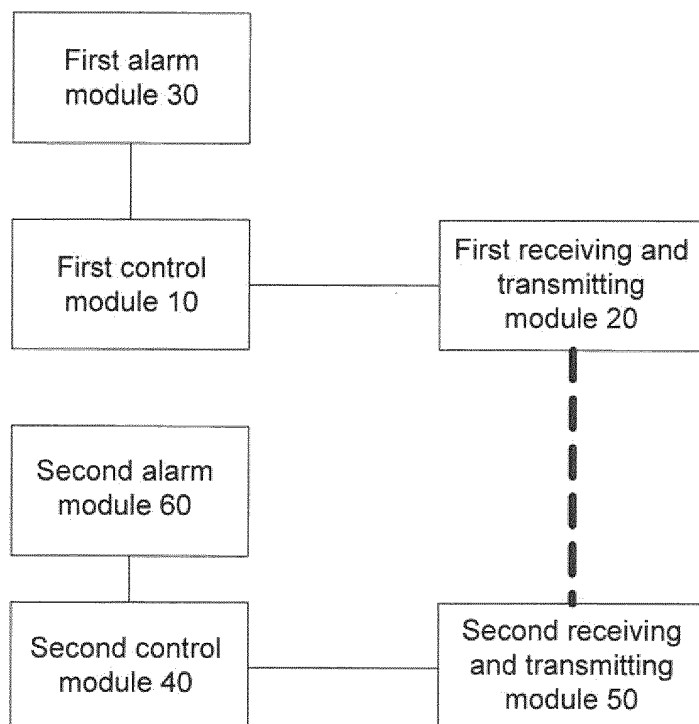 First alarm
module 30
First control
module 10
First receiving and
transmitting
module 20
Second alarm
module 60
Second control
module 40
Second receiving
and transmitting
module 50